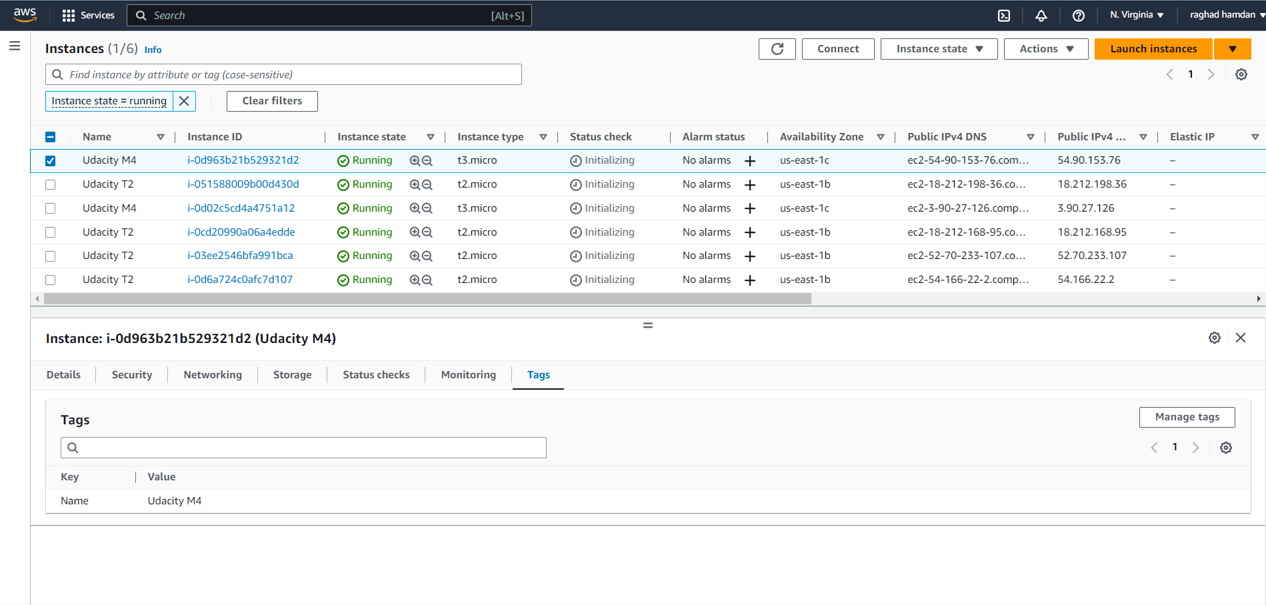 aws Services Search [Alt+S] N. Virginia raghad hamdan
Instances (1/6) Info Connect Instance state Actions Launch instances
Find instance by attribute or tag (case-sensitive) 1
Instance state = running Clear filters
Name Instance ID Instance state Instance type Status check Alarm status Availability Zone Public IPv4 DNS Public IPv4 ... Elastic IP
Udacity M4 i-0d963b21b529321d2 Running t3.micro Initializing No alarms us-east-1c ec2-54-90-153-76.com... 54.90.153.76 –
Udacity T2 i-051588009b00d430d Running t2.micro Initializing No alarms us-east-1b ec2-18-212-198-36.co... 18.212.198.36 –
Udacity M4 i-0d02c5cd4a4751a12 Running t3.micro Initializing No alarms us-east-1c ec2-3-90-27-126.comp... 3.90.27.126 –
Udacity T2 i-0cd20990a06a4edde Running t2.micro Initializing No alarms us-east-1b ec2-18-212-168-95.co... 18.212.168.95 –
Udacity T2 i-03ee2546bfa991bca Running t2.micro Initializing No alarms us-east-1b ec2-52-70-233-107.co... 52.70.233.107 –
Udacity T2 i-0d6a724c0afc7d107 Running t2.micro Initializing No alarms us-east-1b ec2-54-166-22-2.comp... 54.166.22.2 –
Instance: i-0d963b21b529321d2 (Udacity M4)
Details Security Networking Storage Status checks Monitoring Tags
Tags Manage tags
1
Key Value
Name Udacity M4